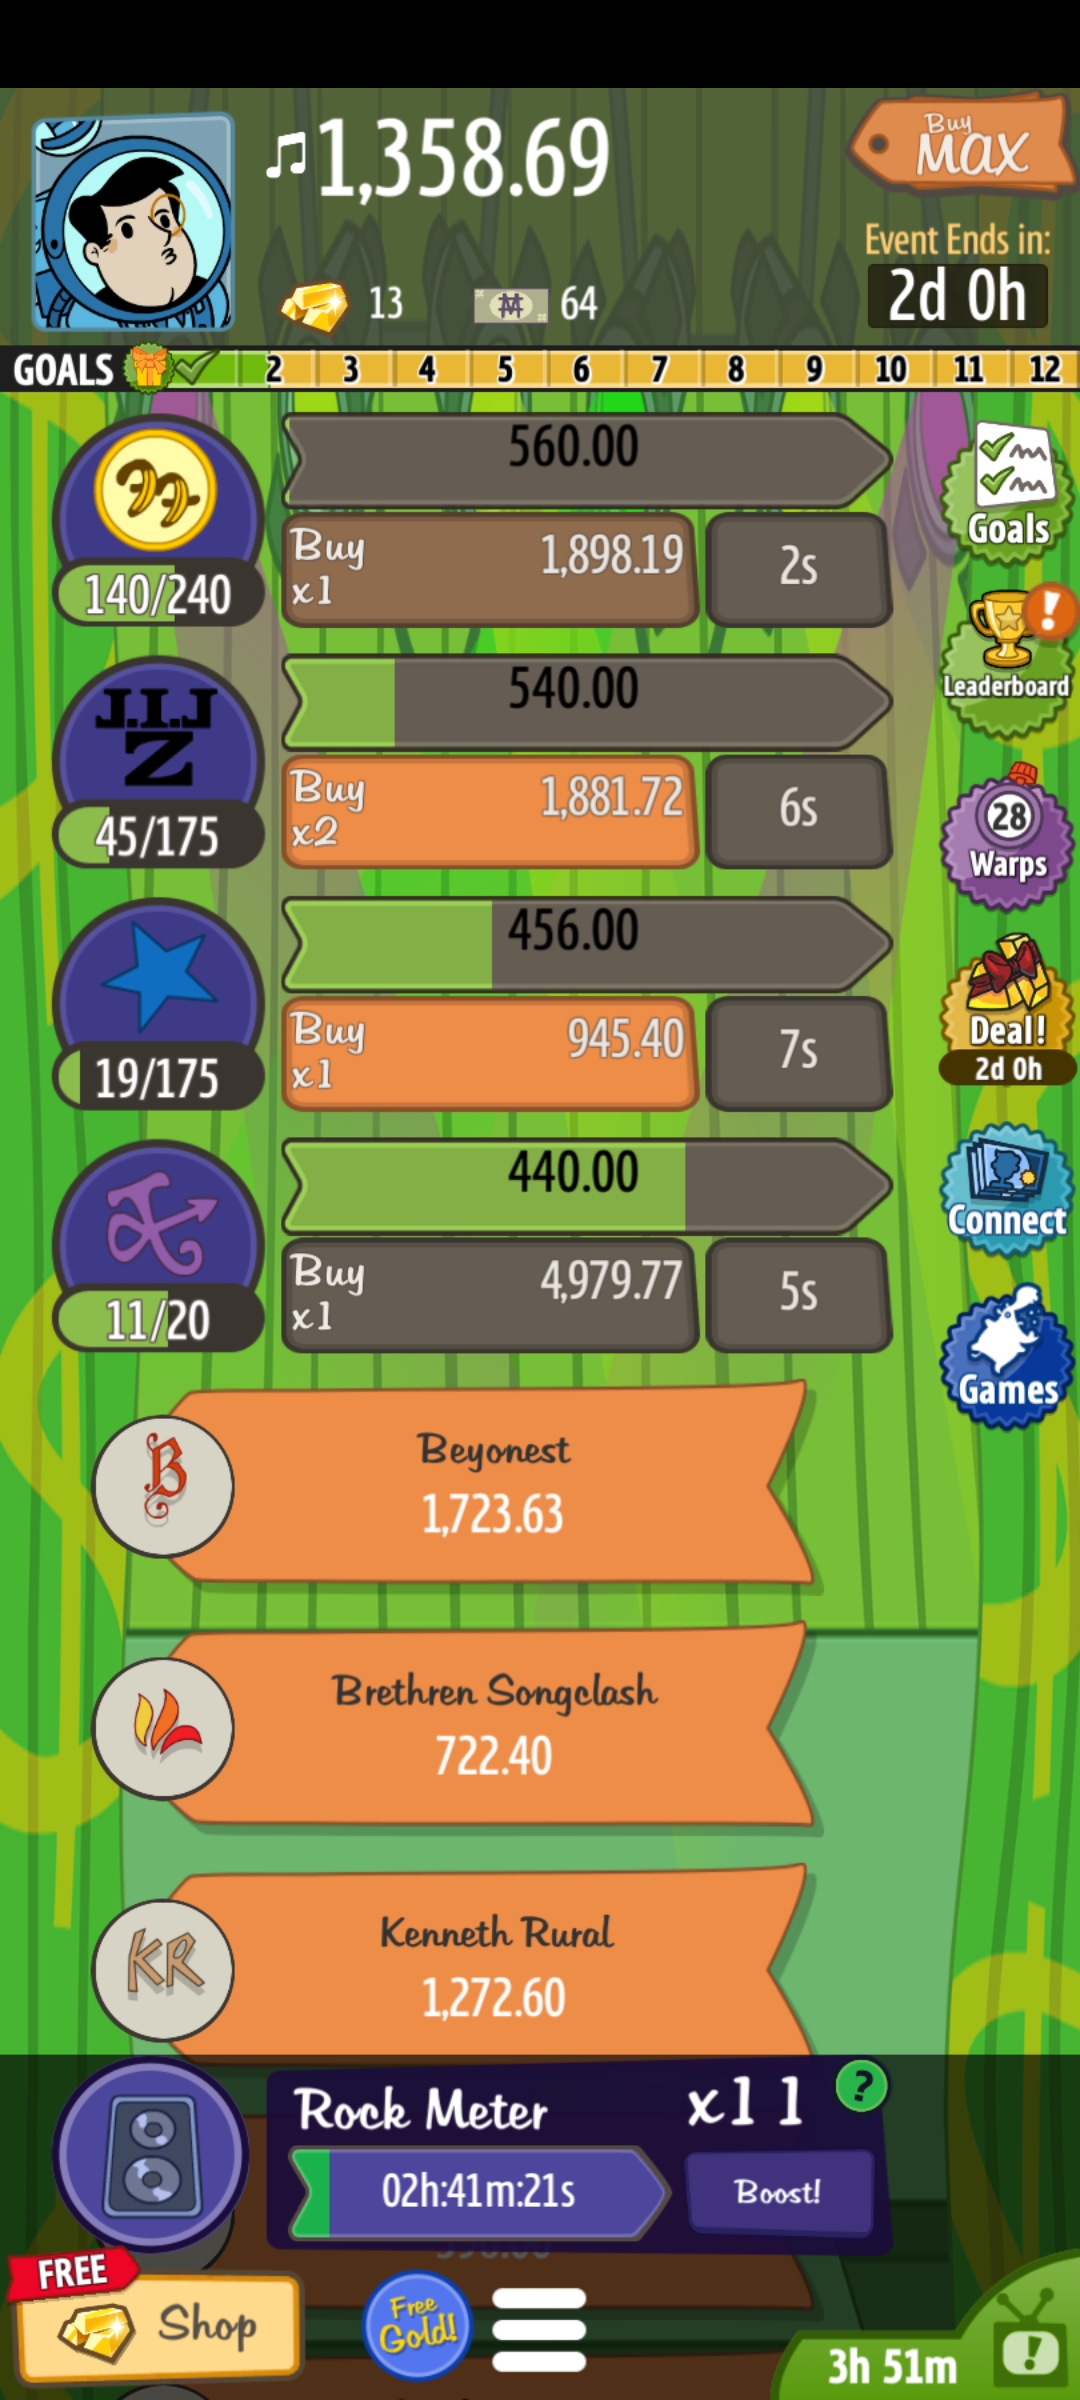 1,358.69
Buy
MAX
Event Ends in:
2d 0h
13
64
GOALS
2 3 4 5 6 7 8 9 10 11 12
560.00
Buy
x1
1,898.19
2s
140/240
Goals
J.I.J
Z
540.00
Buy
x2
1,881.72
6s
45/175
Leaderboard
456.00
Buy
x1
945.40
7s
19/175
28
Warps
Deal!
2d 0h
440.00
Buy
x1
4,979.77
5s
11/20
Connect
Games
B
Beyonest
1,723.63
Brethren Songclash
722.40
KR
Kenneth Rural
1,272.60
Rock Meter
x11
?
02h:41m:21s
Boost!
FREE
Shop
Free
Gold!
3h 51m